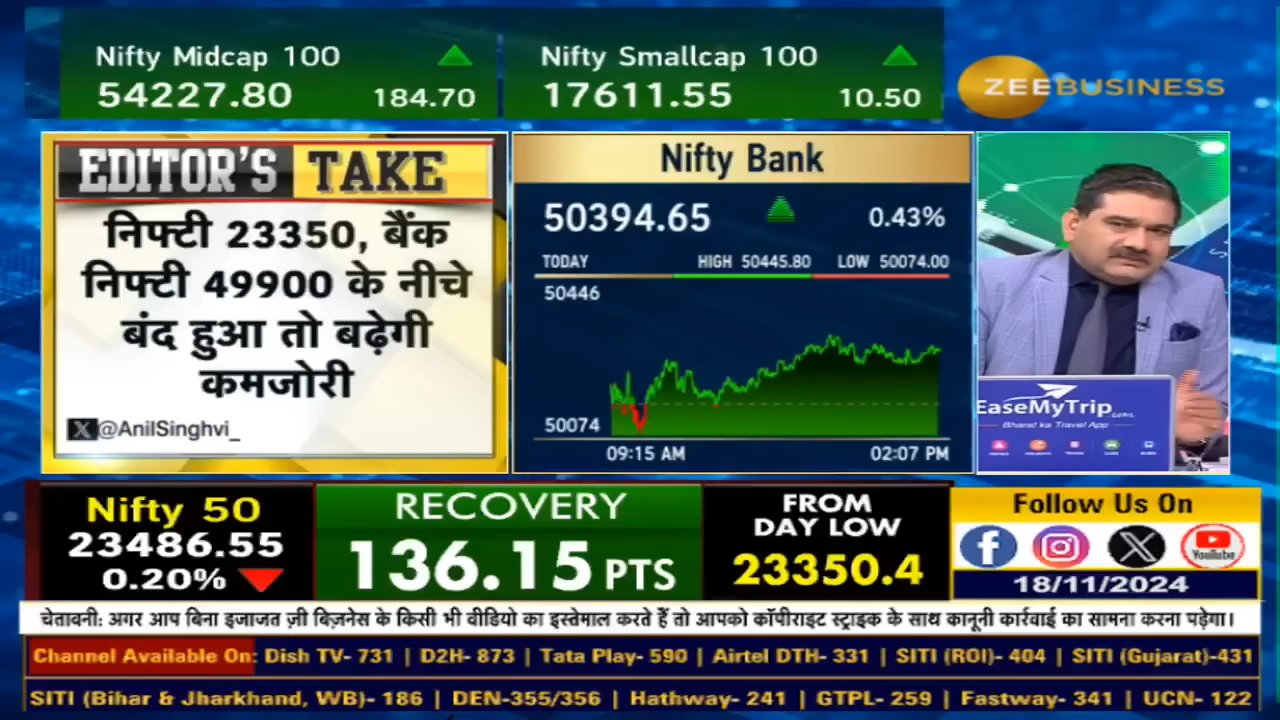 Nifty Midcap 100
54227.80 184.70
Nifty Smallcap 100
17611.55 10.50
ZEEBUSINESS
EDITOR'S TAKE
निफ्टी 23350, बैंक
निफ्टी 49900 के नीचे
बंद हुआ तो बढ़ेगी
कमजोरी
X@AnilSinghvi_
Nifty Bank
50394.65 0.43%
TODAY HIGH 50445.80 LOW 50074.00
50446
50074
09:15 AM 02:07 PM
EaseMyTrip.com
Bharat ka Travel App
Nifty 50
23486.55
0.20%
RECOVERY
136.15 PTS
FROM
DAY LOW
23350.4
Follow Us On
YouTube
18/11/2024
चेतावनी: अगर आप बिना इजाजत ज़ी बिज़नेस के किसी भी वीडियो का इस्तेमाल करते हैं तो आपको कॉपीराइट स्ट्राइक के साथ कानूनी कार्रवाई का सामना करना पड़ेगा।
Channel Available On: Dish TV- 731 | D2H- 873 | Tata Play- 590 | Airtel DTH- 331 | SITI (ROI)- 404 | SITI (Gujarat)-431
SITI (Bihar & Jharkhand, WB)- 186 | DEN-355/356 | Hathway- 241 | GTPL- 259 | Fastway- 341 | UCN- 122